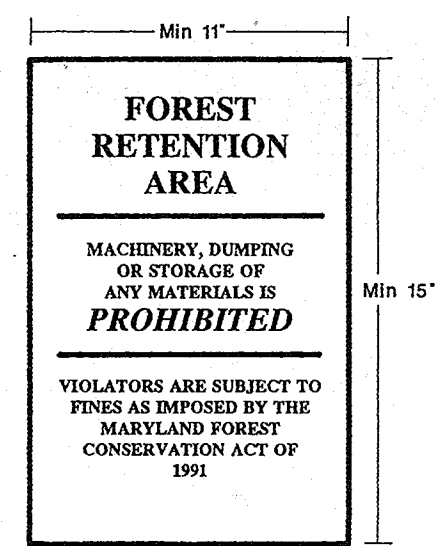 Min 11"
FOREST
RETENTION
AREA
MACHINERY, DUMPING
OR STORAGE OF
ANY MATERIALS IS
PROHIBITED
Min 15"
VIOLATORS ARE SUBJECT TO
FINES AS IMPOSED BY THE
MARYLAND FOREST
CONSERVATION ACT OF
1991